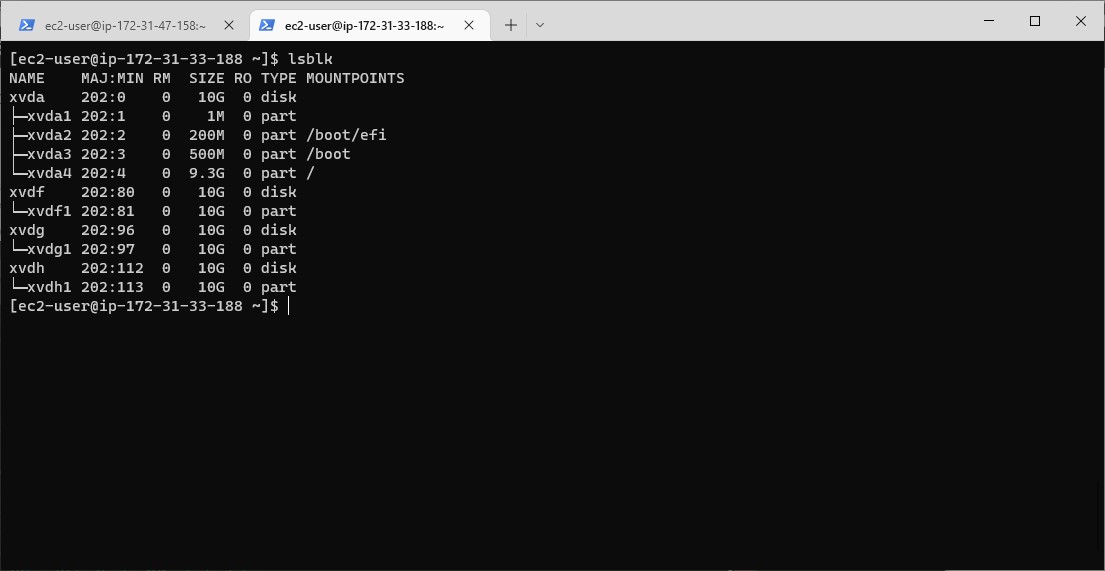 ec2-user@ip-172-31-47-158:~ ec2-user@ip-172-31-33-188:~
[ec2-user@ip-172-31-33-188 ~]$ lsblk
NAME    MAJ:MIN RM  SIZE RO TYPE MOUNTPOINTS
xvda    202:0    0   10G  0 disk
├─xvda1 202:1    0    1M  0 part
├─xvda2 202:2    0  200M  0 part /boot/efi
├─xvda3 202:3    0  500M  0 part /boot
└─xvda4 202:4    0  9.3G  0 part /
xvdf    202:80   0   10G  0 disk
└─xvdf1 202:81   0   10G  0 part
xvdg    202:96   0   10G  0 disk
└─xvdg1 202:97   0   10G  0 part
xvdh    202:112  0   10G  0 disk
└─xvdh1 202:113  0   10G  0 part
[ec2-user@ip-172-31-33-188 ~]$